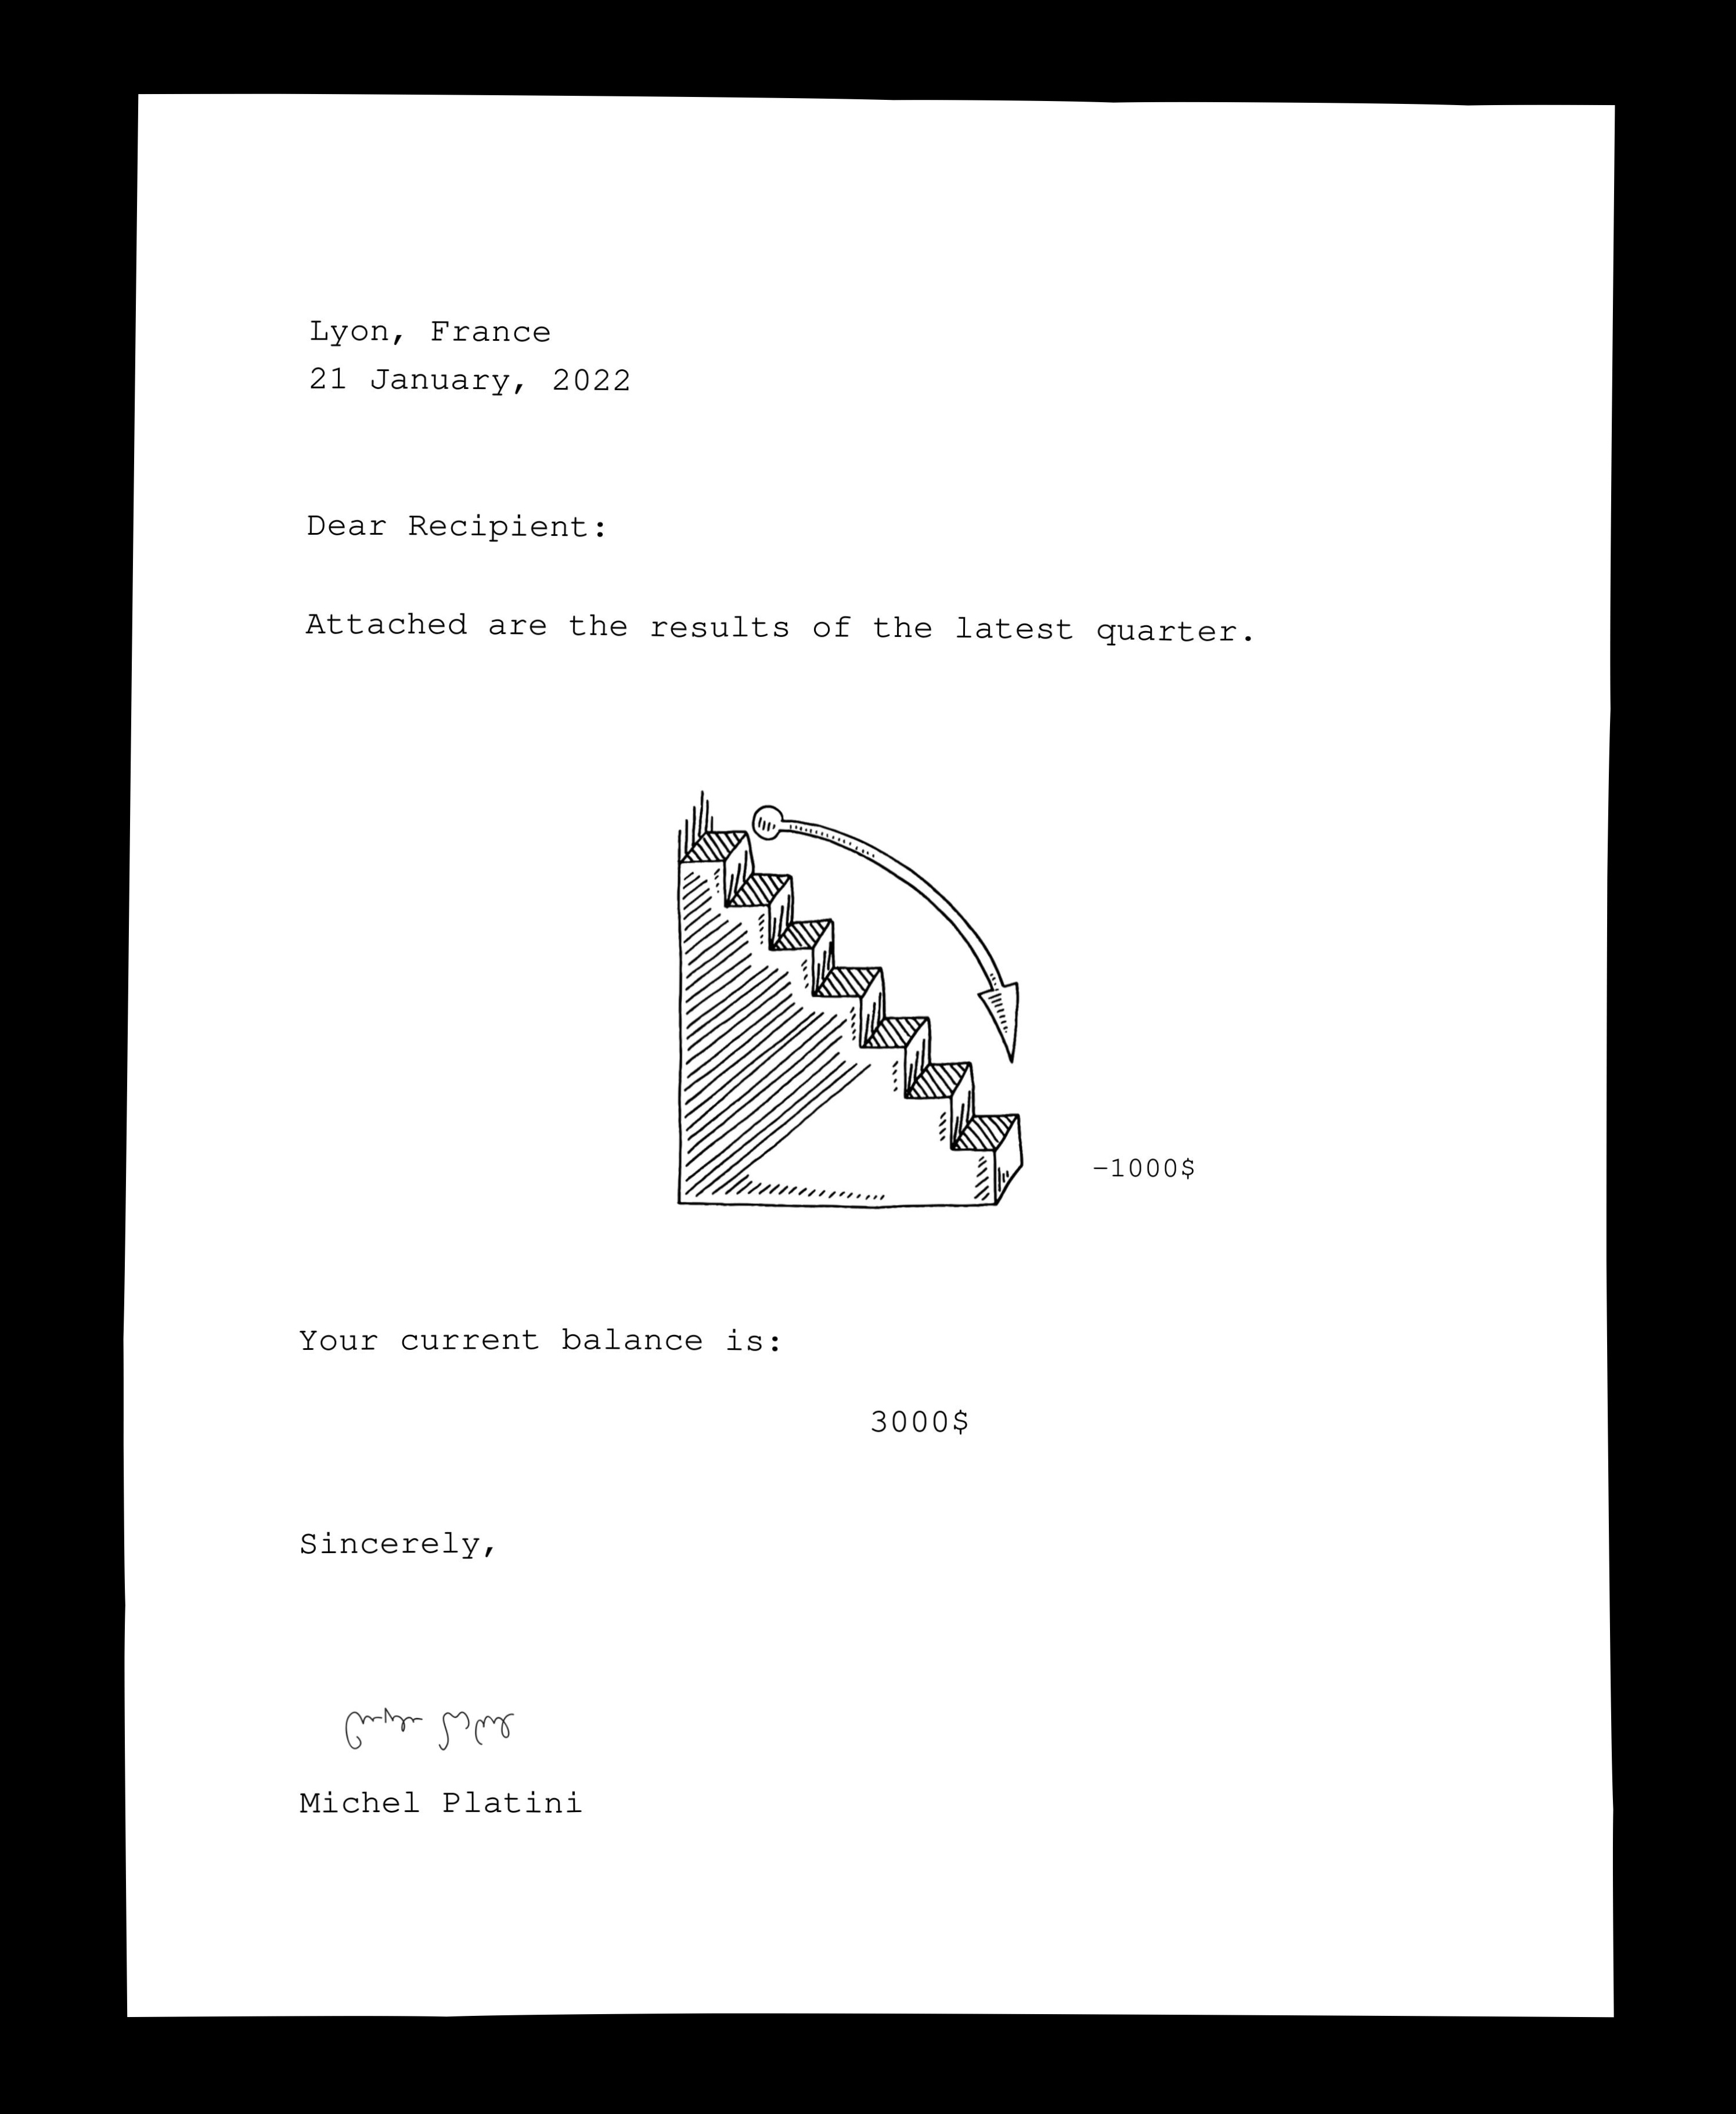 Lyon, France
21 January, 2022
Dear Recipient:
Attached are the results of the latest quarter.
−1000$
Your current balance is:
3000$
Sincerely,
Michel Platini